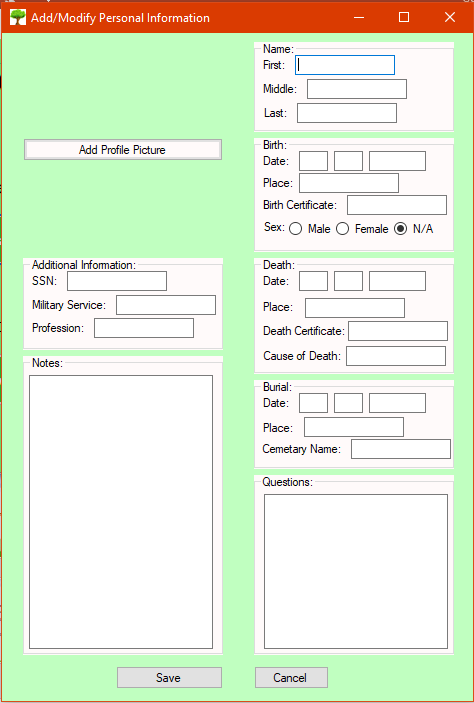 Add/Modify Personal Information
Add Profile Picture
Additional Information:
SSN:
Military Service:
Profession:
Notes:
Name:
First:
Middle:
Last:
Birth:
Date:
Place:
Birth Certificate:
Sex: Male Female N/A
Death:
Date:
Place:
Death Certificate:
Cause of Death:
Burial:
Date:
Place:
Cemetary Name:
Questions:
Save Cancel